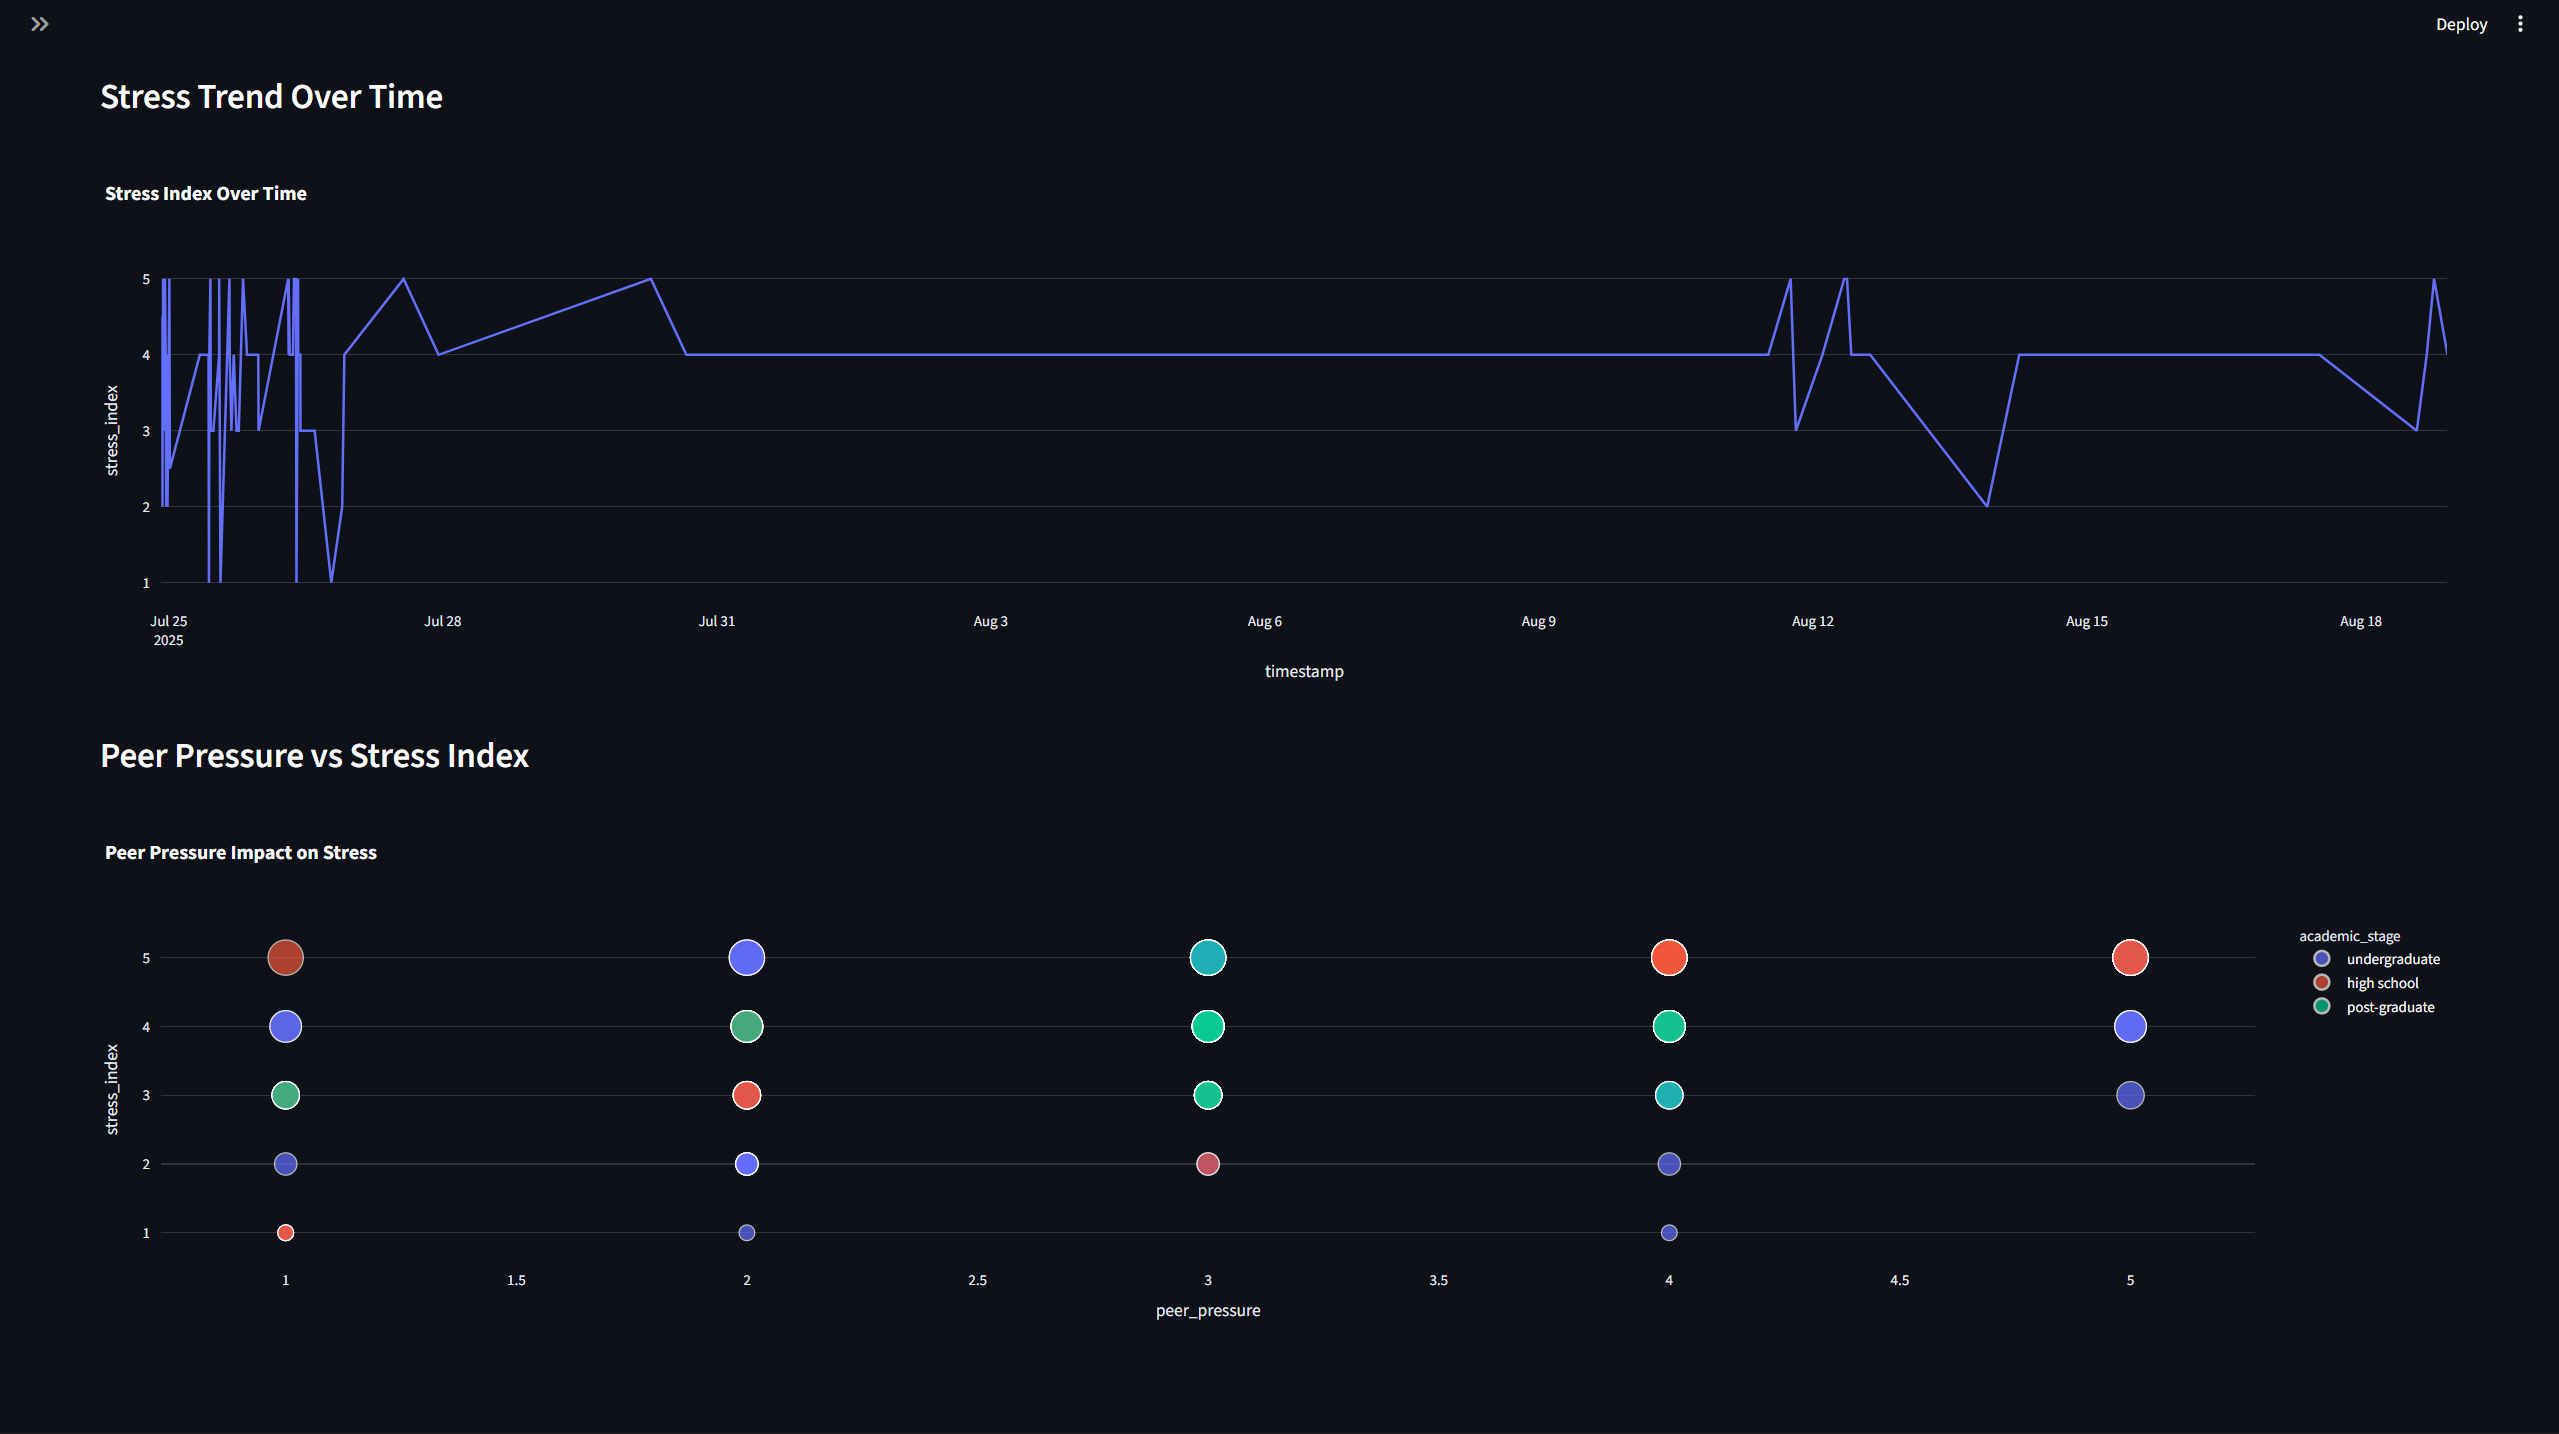 Deploy
Stress Trend Over Time
Stress Index Over Time
5
4
3
2
1
stress_index
Jul 25
2025
Jul 28
Jul 31
Aug 3
Aug 6
Aug 9
Aug 12
Aug 15
Aug 18
timestamp
Peer Pressure vs Stress Index
Peer Pressure Impact on Stress
5
4
3
2
1
stress_index
1
1.5
2
2.5
3
3.5
4
4.5
5
peer_pressure
academic_stage
undergraduate
high school
post-graduate